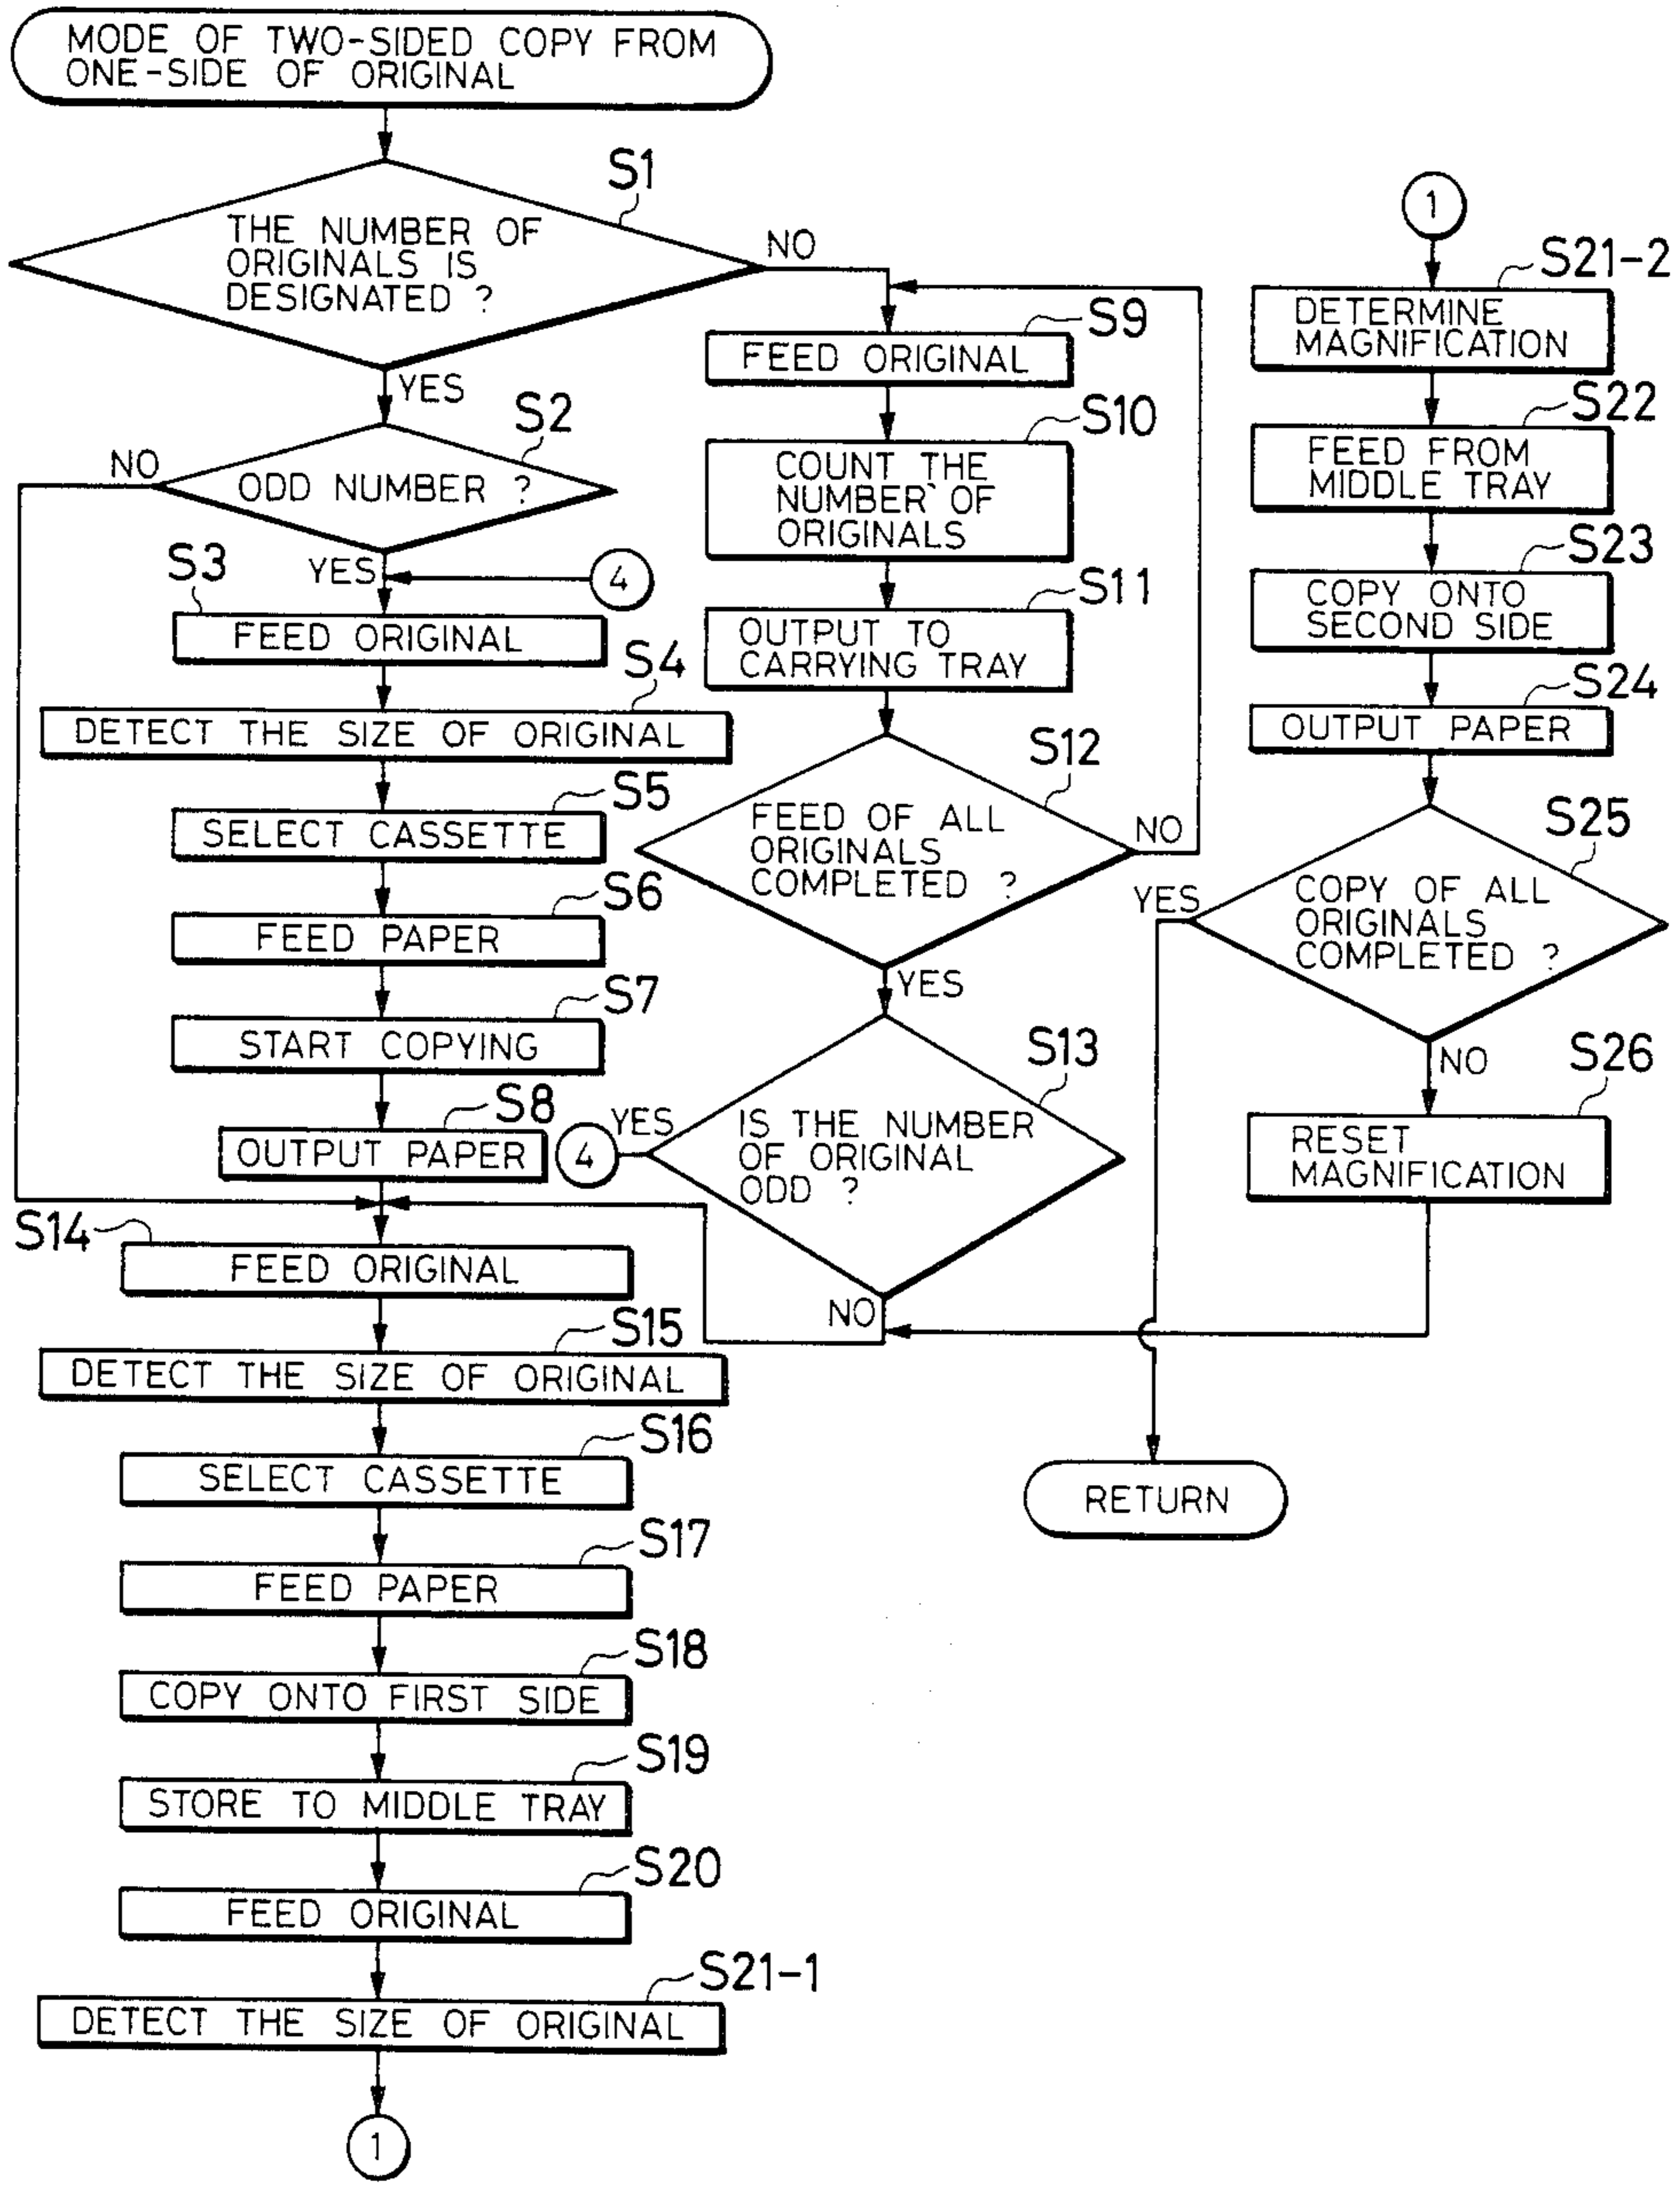 MODE OF TWO-SIDED COPY FROM
ONE-SIDE OF ORIGINAL
S1
THE NUMBER OF
ORIGINALS IS
DESIGNATED ?
NO
YES
S2
NO
ODD NUMBER ?
YES
4
S3
FEED ORIGINAL
S4
DETECT THE SIZE OF ORIGINAL
S5
SELECT CASSETTE
S6
FEED PAPER
S7
START COPYING
S8
OUTPUT PAPER
S9
FEED ORIGINAL
S10
COUNT THE
NUMBER OF
ORIGINALS
S11
OUTPUT TO
CARRYING TRAY
S12
FEED OF ALL
ORIGINALS
COMPLETED ?
NO
YES
S13
YES
4
IS THE NUMBER
OF ORIGINAL
ODD ?
NO
S14
FEED ORIGINAL
S15
DETECT THE SIZE OF ORIGINAL
S16
SELECT CASSETTE
S17
FEED PAPER
S18
COPY ONTO FIRST SIDE
S19
STORE TO MIDDLE TRAY
S20
FEED ORIGINAL
S21-1
DETECT THE SIZE OF ORIGINAL
1
1
S21-2
DETERMINE
MAGNIFICATION
S22
FEED FROM
MIDDLE TRAY
S23
COPY ONTO
SECOND SIDE
S24
OUTPUT PAPER
S25
YES
COPY OF ALL
ORIGINALS
COMPLETED ?
NO
S26
RESET
MAGNIFICATION
RETURN